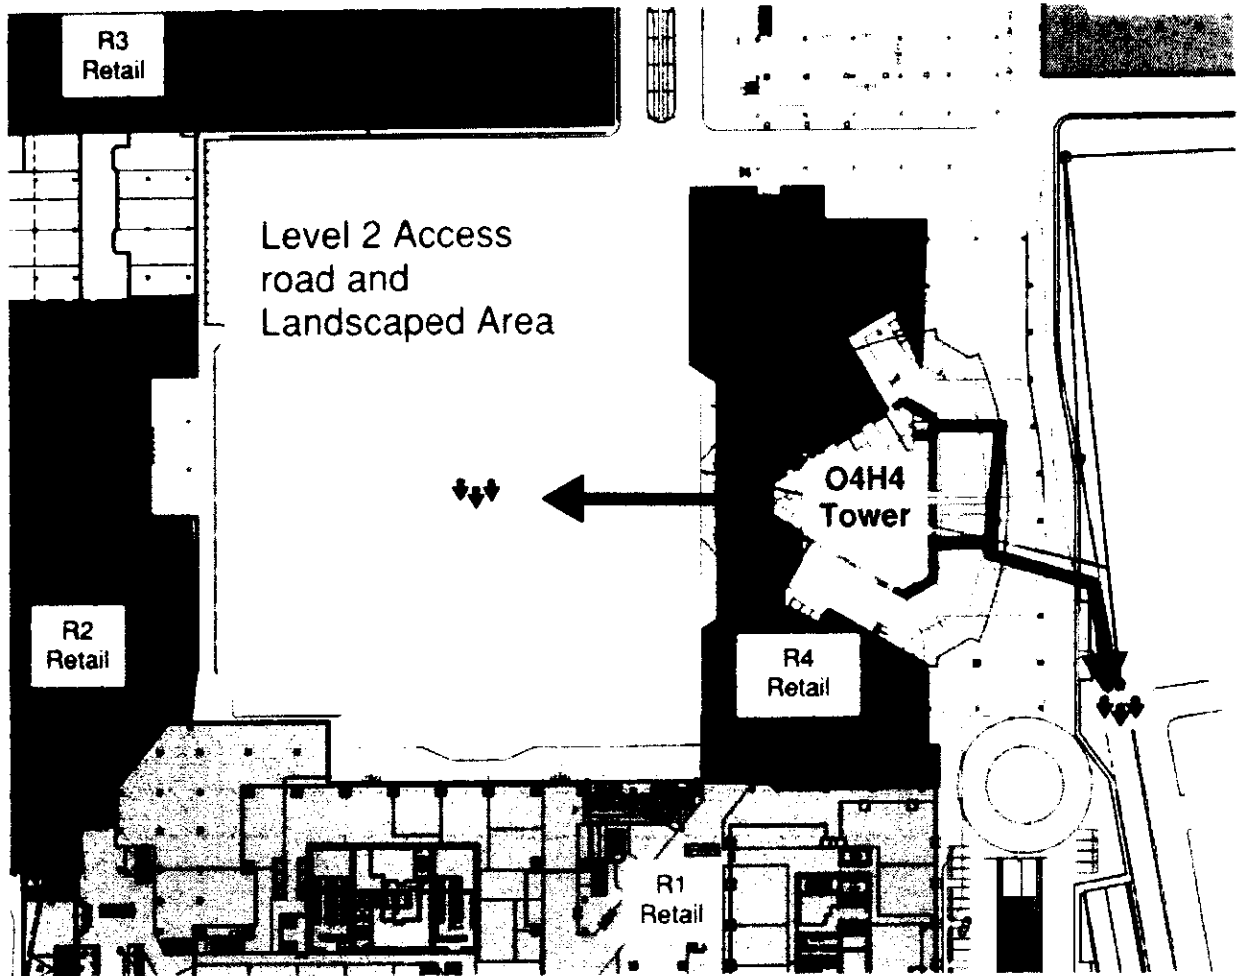 R3
Retail
Level 2 Access
road and
Landscaped Area
O4H4
Tower
R2
Retail
R4
Retail
R1
Retail